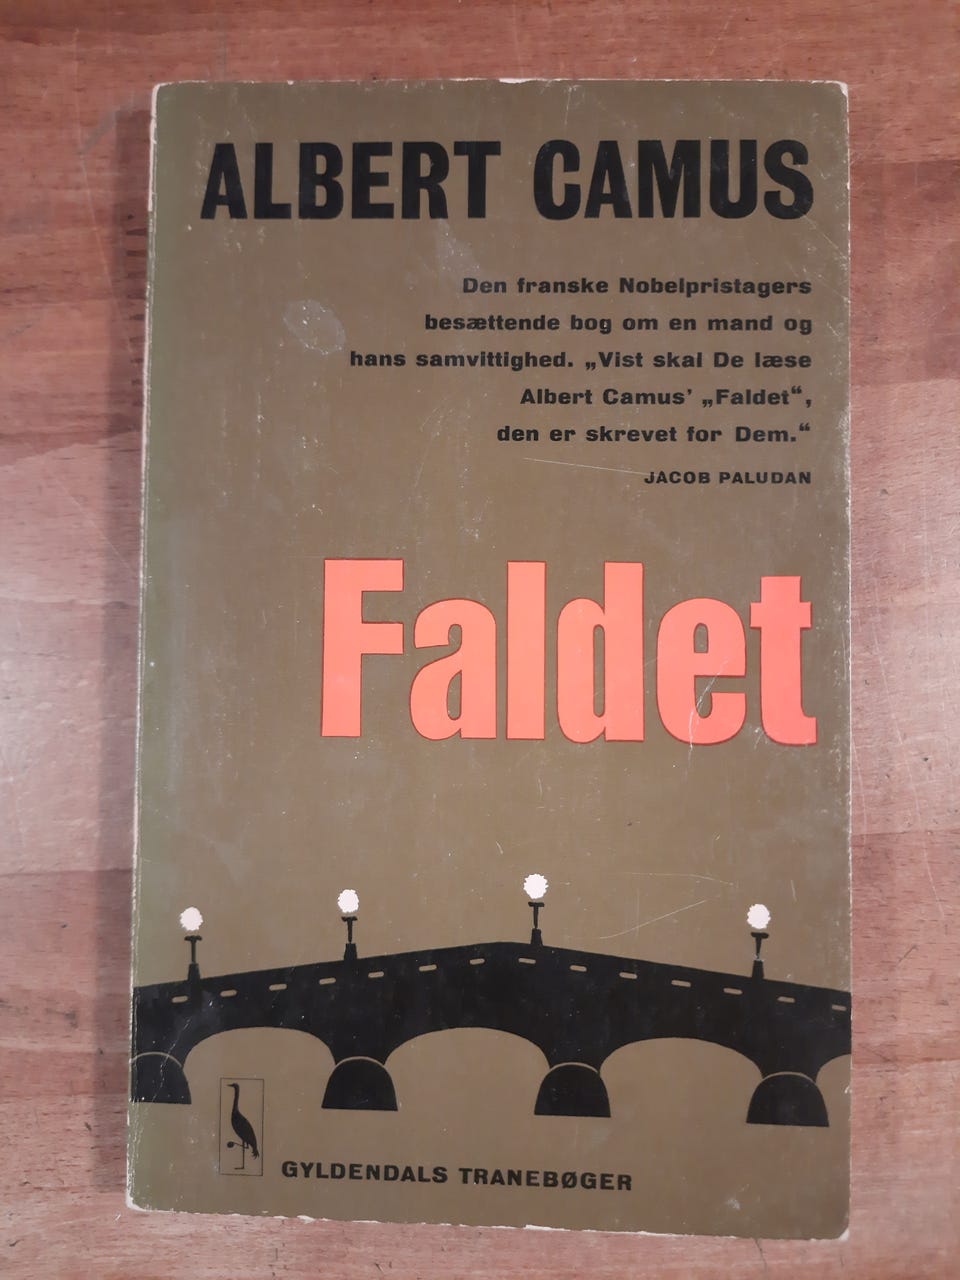 ALBERT CAMUS
Den franske Nobelpristagers
besættende bog om en mand og
hans samvittighed. „Vist skal De læse
Albert Camus’ „Faldet“,
den er skrevet for Dem.“
JACOB PALUDAN
Faldet
GYLDENDALS TRANEBØGER